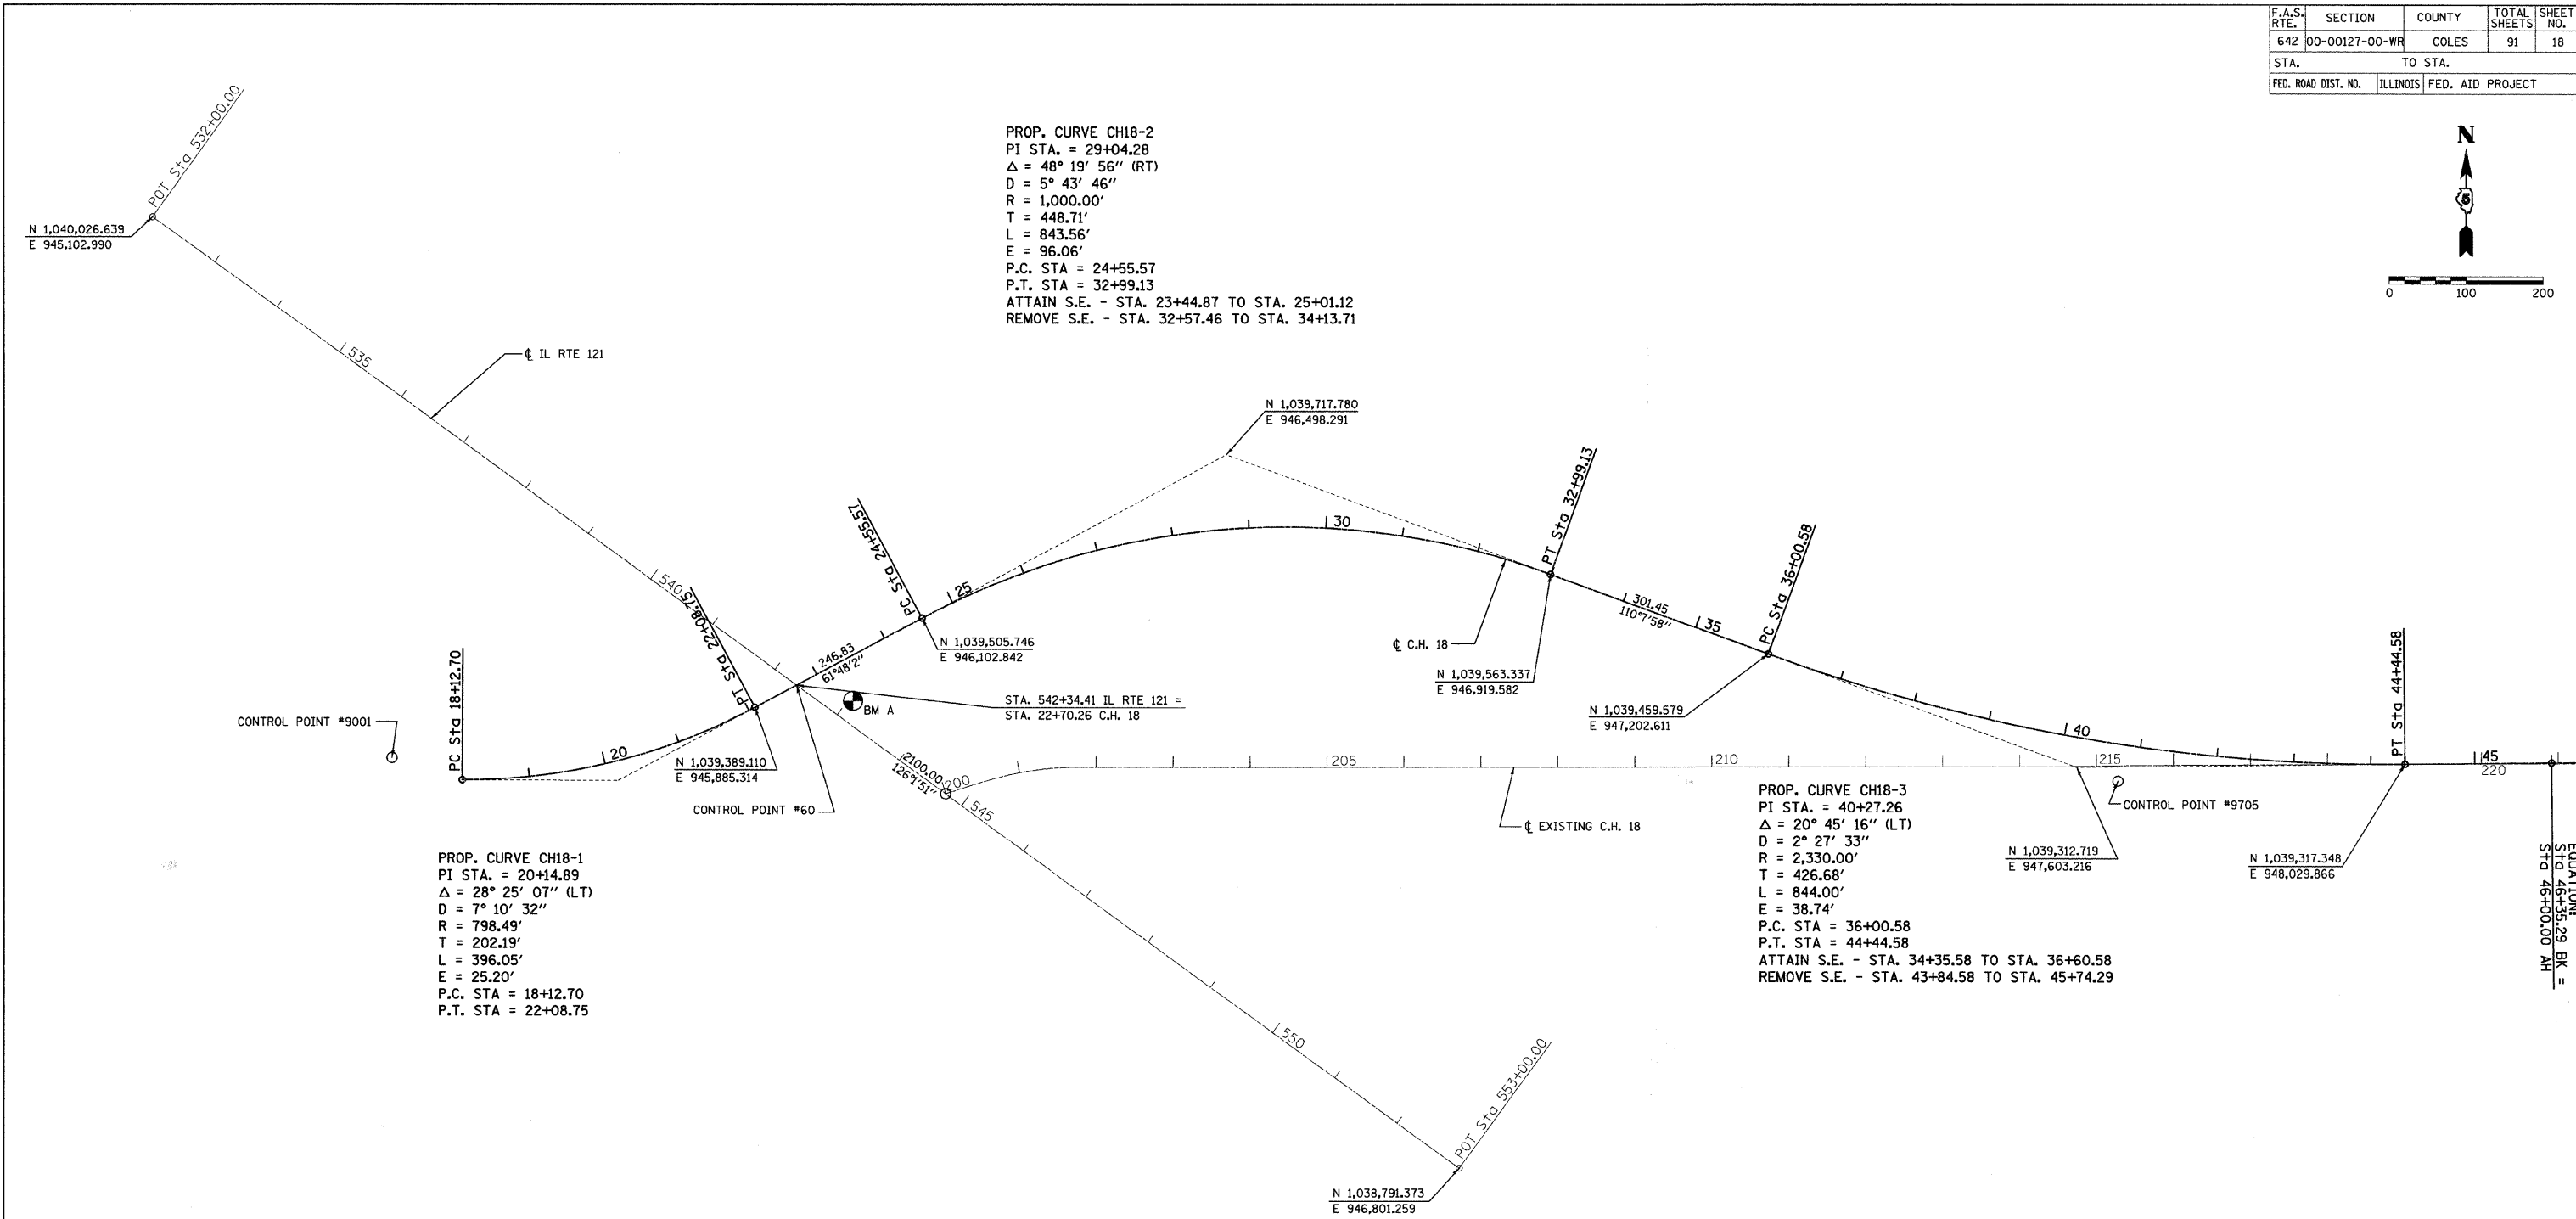 F.A.S. RTE. SECTION COUNTY TOTAL SHEETS SHEET NO.
642 00-00127-00-WR COLES 91 18
STA. TO STA.
FED. ROAD DIST. NO. ILLINOIS FED. AID PROJECT
N
5
0 100 200
POT Sta 532+00.00
N 1,040,026.639
E 945,102.990
PROP. CURVE CH18-2
PI STA. = 29+04.28
Δ = 48° 19' 56" (RT)
D = 5° 43' 46"
R = 1,000.00'
T = 448.71'
L = 843.56'
E = 96.06'
P.C. STA = 24+55.57
P.T. STA = 32+99.13
ATTAIN S.E. - STA. 23+44.87 TO STA. 25+01.12
REMOVE S.E. - STA. 32+57.46 TO STA. 34+13.71
535
℄ IL RTE 121
N 1,039,717.780
E 946,498.291
540
PT Sta 22+08.75
PC Sta 24+55.57
25
30
PT Sta 32+99.13
PC Sta 36+00.58
301.45
110°7'58"
35
246.83
61°48'2"
N 1,039,505.746
E 946,102.842
℄ C.H. 18
N 1,039,563.337
E 946,919.582
N 1,039,459.579
E 947,202.611
PT Sta 44+44.58
PC Sta 18+12.70
CONTROL POINT #9001
BM A
STA. 542+34.41 IL RTE 121 =
STA. 22+70.26 C.H. 18
20
N 1,039,389.110
E 945,885.314
CONTROL POINT #60
2100.00
126°1'51"
200
205
210
215
40
45
220
545
℄ EXISTING C.H. 18
CONTROL POINT #9705
N 1,039,312.719
E 947,603.216
N 1,039,317.348
E 948,029.866
EQUATION:
Sta 46+35.29 BK =
Sta 46+00.00 AH
PROP. CURVE CH18-1
PI STA. = 20+14.89
Δ = 28° 25' 07" (LT)
D = 7° 10' 32"
R = 798.49'
T = 202.19'
L = 396.05'
E = 25.20'
P.C. STA = 18+12.70
P.T. STA = 22+08.75
PROP. CURVE CH18-3
PI STA. = 40+27.26
Δ = 20° 45' 16" (LT)
D = 2° 27' 33"
R = 2,330.00'
T = 426.68'
L = 844.00'
E = 38.74'
P.C. STA = 36+00.58
P.T. STA = 44+44.58
ATTAIN S.E. - STA. 34+35.58 TO STA. 36+60.58
REMOVE S.E. - STA. 43+84.58 TO STA. 45+74.29
550
POT Sta 553+00.00
N 1,038,791.373
E 946,801.259